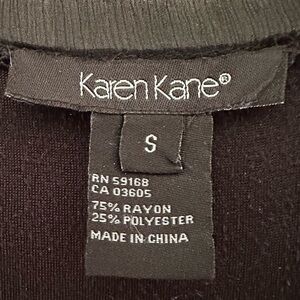 Karen Kane®
S
RN 59168
CA 03605
75% RAYON
25% POLYESTER
MADE IN CHINA